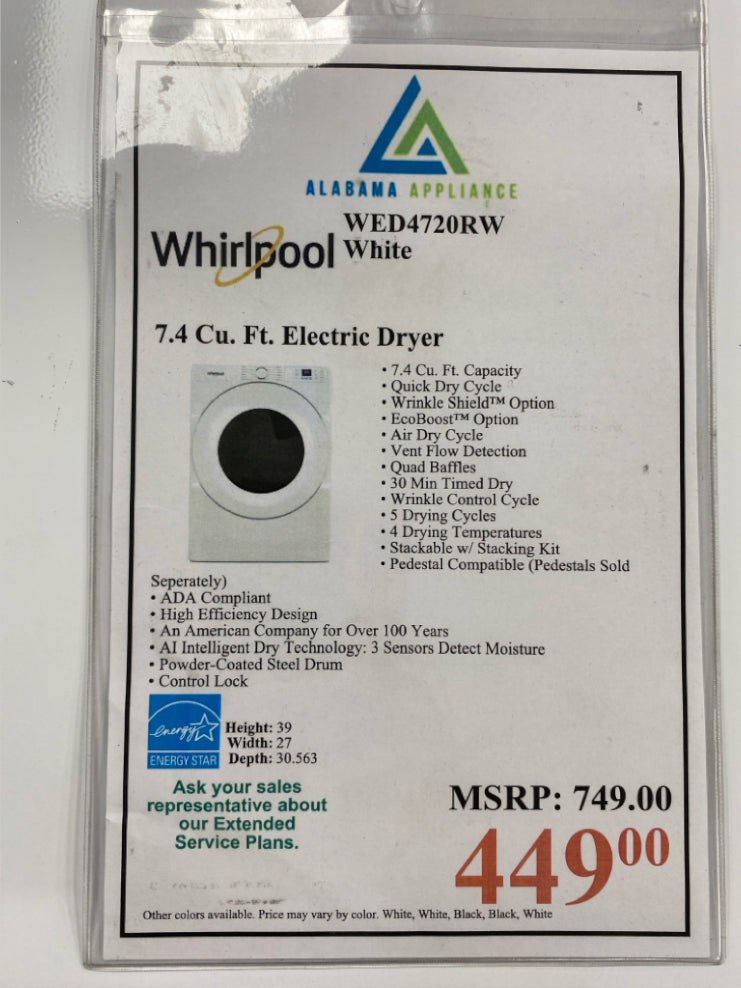 ALABAMA APPLIANCE
WED4720RW
Whirlpool White
7.4 Cu. Ft. Electric Dryer
• 7.4 Cu. Ft. Capacity
• Quick Dry Cycle
• Wrinkle Shield™ Option
• EcoBoost™ Option
• Air Dry Cycle
• Vent Flow Detection
• Quad Baffles
• 30 Min Timed Dry
• Wrinkle Control Cycle
• 5 Drying Cycles
• 4 Drying Temperatures
• Stackable w/ Stacking Kit
• Pedestal Compatible (Pedestals Sold
Seperately)
• ADA Compliant
• High Efficiency Design
• An American Company for Over 100 Years
• AI Intelligent Dry Technology: 3 Sensors Detect Moisture
• Powder-Coated Steel Drum
• Control Lock
energy
ENERGY STAR
Height: 39
Width: 27
Depth: 30.563
Ask your sales
representative about
our Extended
Service Plans.
MSRP: 749.00
44900
Other colors available. Price may vary by color. White, White, Black, Black, White